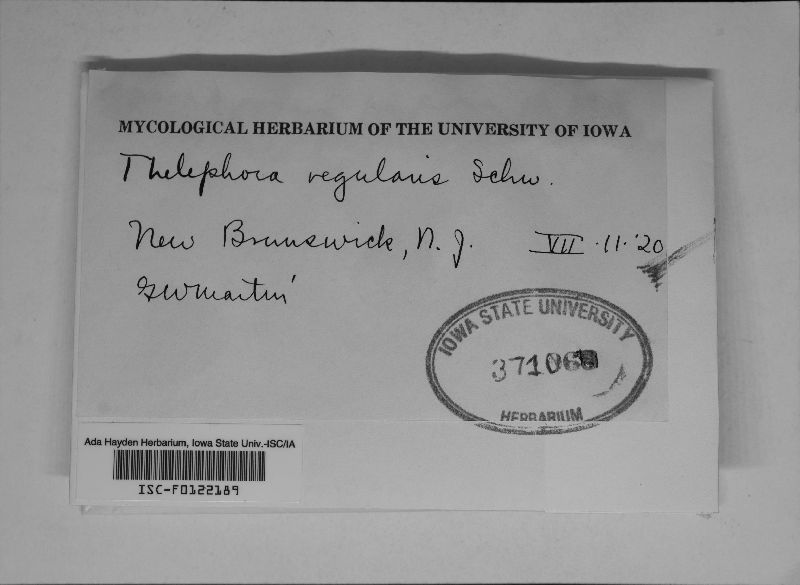 MYCOLOGICAL HERBARIUM OF THE UNIVERSITY OF IOWA
Thelephora regularis Schw.
New Brunswick, N. J. VII · 11 · '20
GWMartin
IOWA STATE UNIVERSITY
HERBARIUM
Ada Hayden Herbarium, Iowa State Univ.-ISC/IA
ISC-F0122189